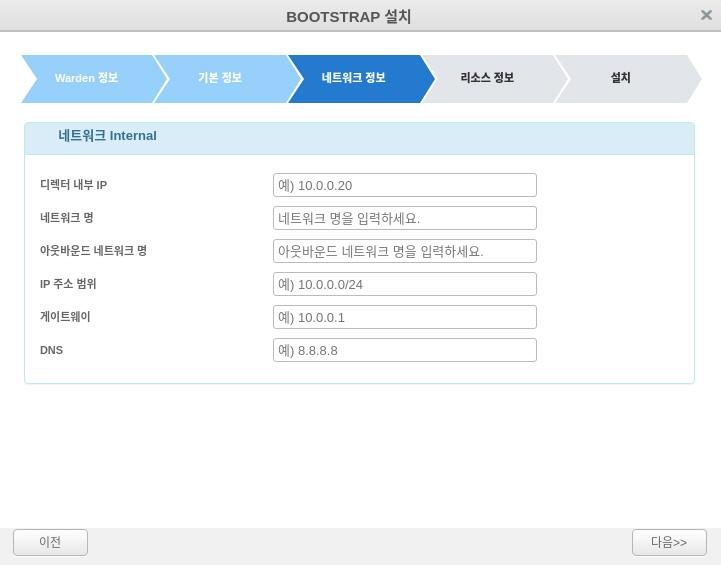 BOOTSTRAP 설치
Warden 정보
기본 정보
네트워크 정보
리소스 정보
설치
네트워크 Internal
디렉터 내부 IP
예) 10.0.0.20
네트워크 명
네트워크 명을 입력하세요.
아웃바운드 네트워크 명
아웃바운드 네트워크 명을 입력하세요.
IP 주소 범위
예) 10.0.0.0/24
게이트웨이
예) 10.0.0.1
DNS
예) 8.8.8.8
이전
다음>>